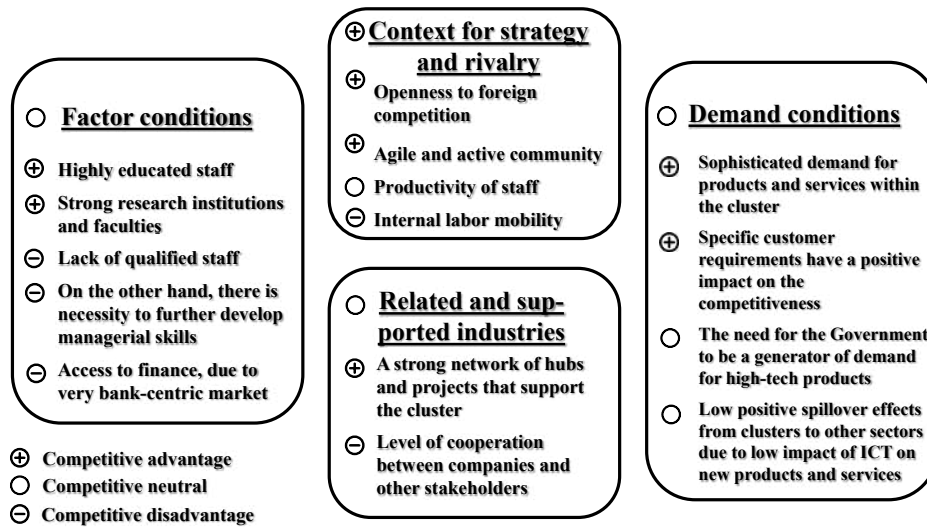 Factor conditions
Highly educated staff
Strong research institutions
and faculties
Lack of qualified staff
On the other hand, there is
necessity to further develop
managerial skills
Access to finance, due to
very bank-centric market
Context for strategy
and rivalry
Openness to foreign
competition
Agile and active community
Productivity of staff
Internal labor mobility
Related and sup-
ported industries
A strong network of hubs
and projects that support
the cluster
Level of cooperation
between companies and
other stakeholders
Demand conditions
Sophisticated demand for
products and services within
the cluster
Specific customer
requirements have a positive
impact on the
competitiveness
The need for the Government
to be a generator of demand
for high-tech products
Low positive spillover effects
from clusters to other sectors
due to low impact of ICT on
new products and services
Competitive advantage
Competitive neutral
Competitive disadvantage